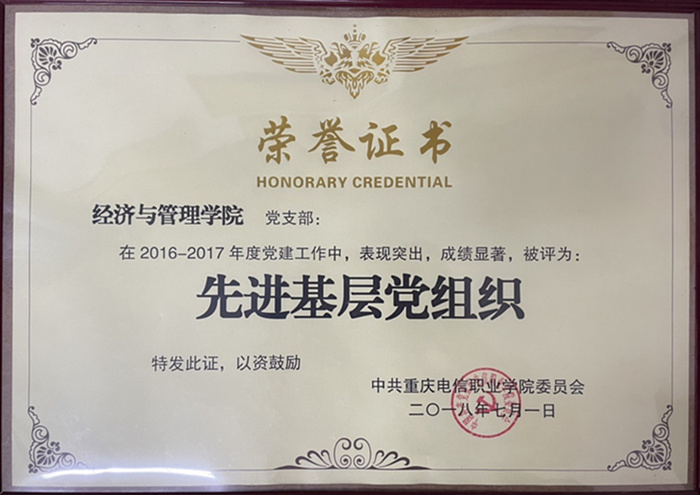 荣誉证书
HONORARY CREDENTIAL
经济与管理学院 党支部：
在 2016-2017 年度党建工作中，表现突出，成绩显著，被评为：
先进基层党组织
特发此证，以资鼓励
中共重庆电信职业学院委员会
二〇一八年七月一日